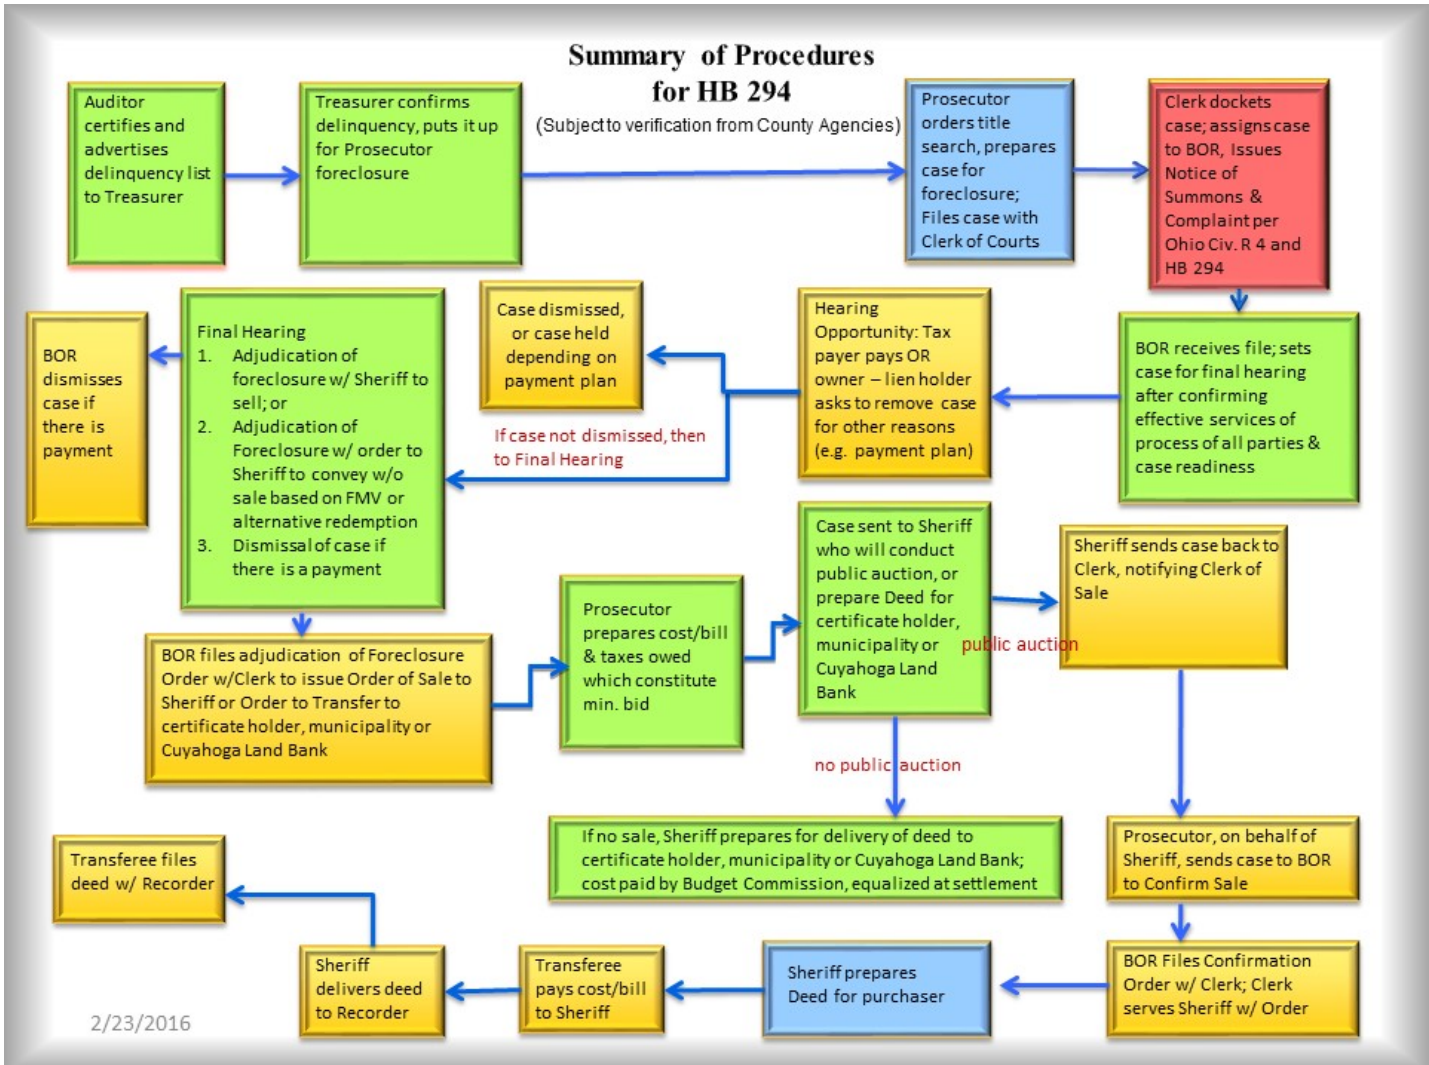 Summary of Procedures
for HB 294
(Subject to verification from County Agencies)
Auditor
certifies and
advertises
delinquency list
to Treasurer
Treasurer confirms
delinquency, puts it up
for Prosecutor
foreclosure
Prosecutor
orders title
search, prepares
case for
foreclosure;
Files case with
Clerk of Courts
Clerk dockets
case; assigns case
to BOR, Issues
Notice of
Summons &
Complaint per
Ohio Civ. R 4 and
HB 294
BOR receives file; sets
case for final hearing
after confirming
effective services of
process of all parties &
case readiness
Hearing
Opportunity: Tax
payer pays OR
owner – lien holder
asks to remove case
for other reasons
(e.g. payment plan)
Case dismissed,
or case held
depending on
payment plan
If case not dismissed, then
to Final Hearing
Final Hearing
1. Adjudication of
foreclosure w/ Sheriff to
sell; or
2. Adjudication of
Foreclosure w/ order to
Sheriff to convey w/o
sale based on FMV or
alternative redemption
3. Dismissal of case if
there is a payment
BOR
dismisses
case if
there is
payment
BOR files adjudication of Foreclosure
Order w/Clerk to issue Order of Sale to
Sheriff or Order to Transfer to
certificate holder, municipality or
Cuyahoga Land Bank
Prosecutor
prepares cost/bill
& taxes owed
which constitute
min. bid
Case sent to Sheriff
who will conduct
public auction, or
prepare Deed for
certificate holder,
municipality or
Cuyahoga Land
Bank
public auction
Sheriff sends case back to
Clerk, notifying Clerk of
Sale
no public auction
If no sale, Sheriff prepares for delivery of deed to
certificate holder, municipality or Cuyahoga Land Bank;
cost paid by Budget Commission, equalized at settlement
Prosecutor, on behalf of
Sheriff, sends case to BOR
to Confirm Sale
BOR Files Confirmation
Order w/ Clerk; Clerk
serves Sheriff w/ Order
Sheriff prepares
Deed for purchaser
Transferee
pays cost/bill
to Sheriff
Sheriff
delivers deed
to Recorder
Transferee files
deed w/ Recorder
2/23/2016